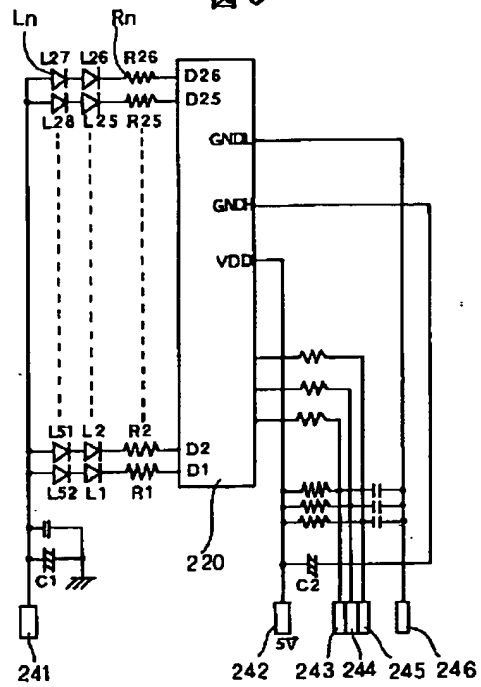 Ln Rn
L27 L26 R26 D26
D25
L28 L25 R25
GNDL
GNDH
VDD
L51 L2 R2 D2
D1
L52 L1 R1
220
C1 C2
5V
241 242 243 244 245 246